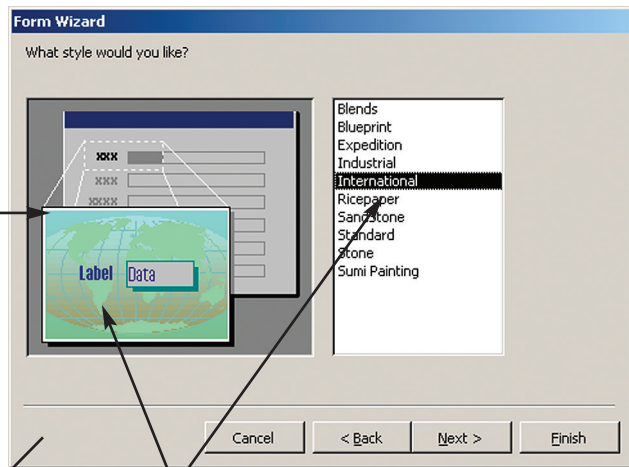 Form Wizard
What style would you like?
xxx
xxx
xxxx
Label Data
Blends
Blueprint
Expedition
Industrial
International
Ricepaper
Sandstone
Standard
Stone
Sumi Painting
Cancel
< Back
Next >
Finish